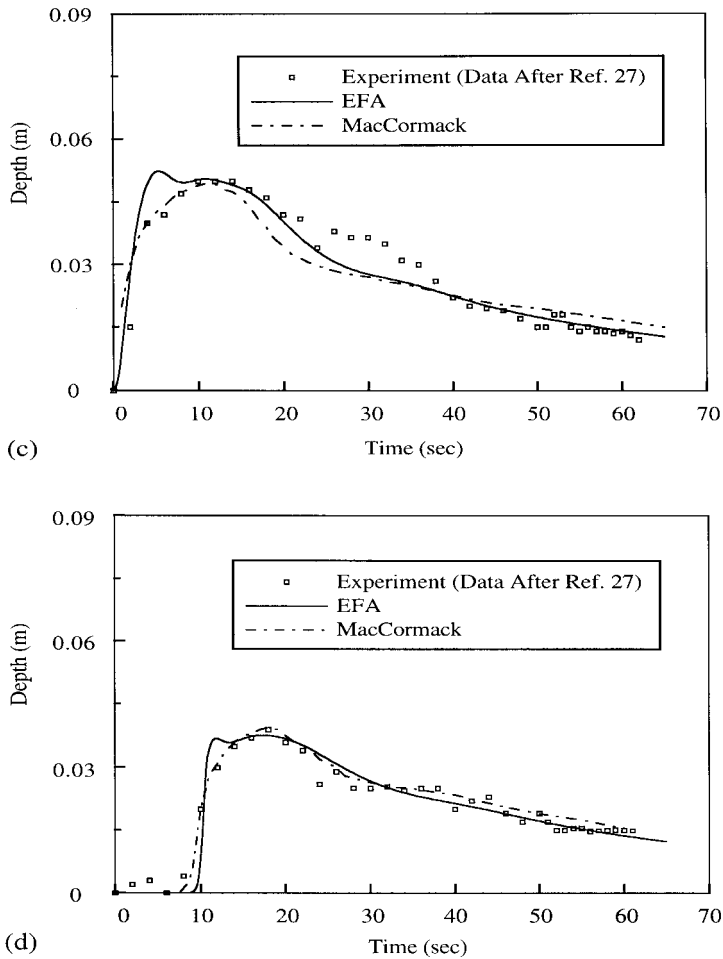 0.09
Experiment (Data After Ref. 27)
EFA
MacCormack
0.06
Depth (m)
0.03
0
0 10 20 30 40 50 60 70
(c)
Time (sec)
0.09
Experiment (Data After Ref. 27)
EFA
MacCormack
0.06
Depth (m)
0.03
0
0 10 20 30 40 50 60 70
(d)
Time (sec)